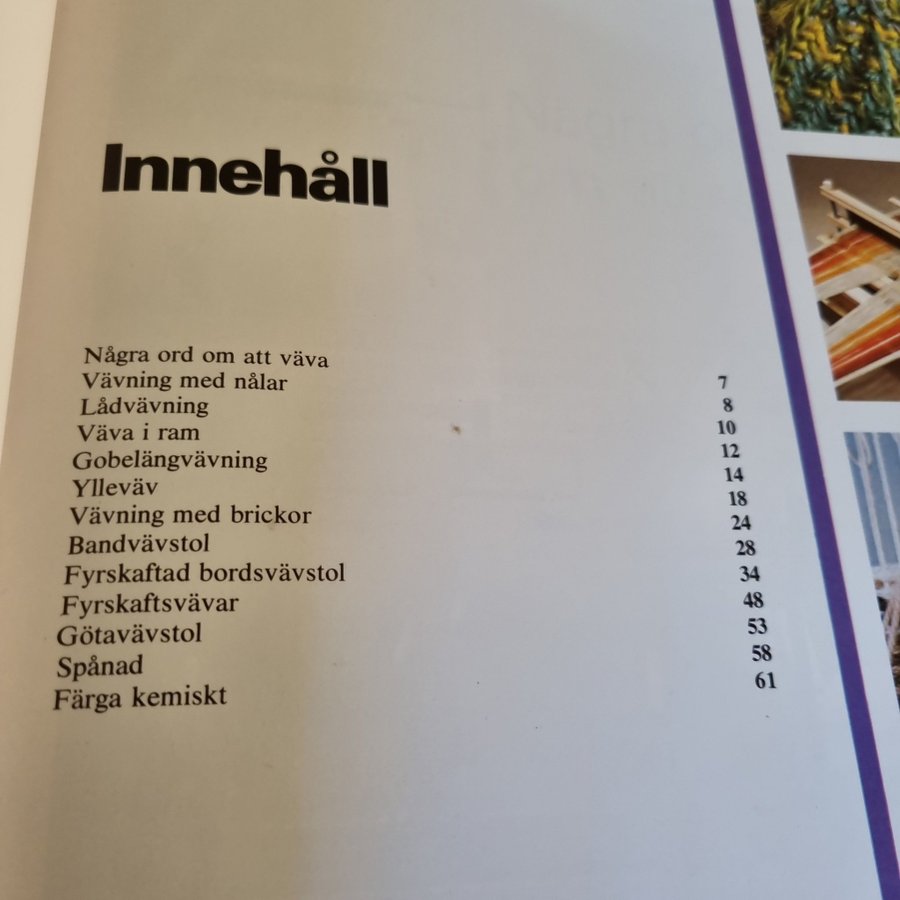 Innehåll
Några ord om att väva 7
Vävning med nålar 8
Lådvävning 10
Väva i ram 12
Gobelängvävning 14
Ylleväv 18
Vävning med brickor 24
Bandvävstol 28
Fyrskaftad bordsvävstol 34
Fyrskaftsvävar 48
Götavävstol 53
Spånad 58
Färga kemiskt 61